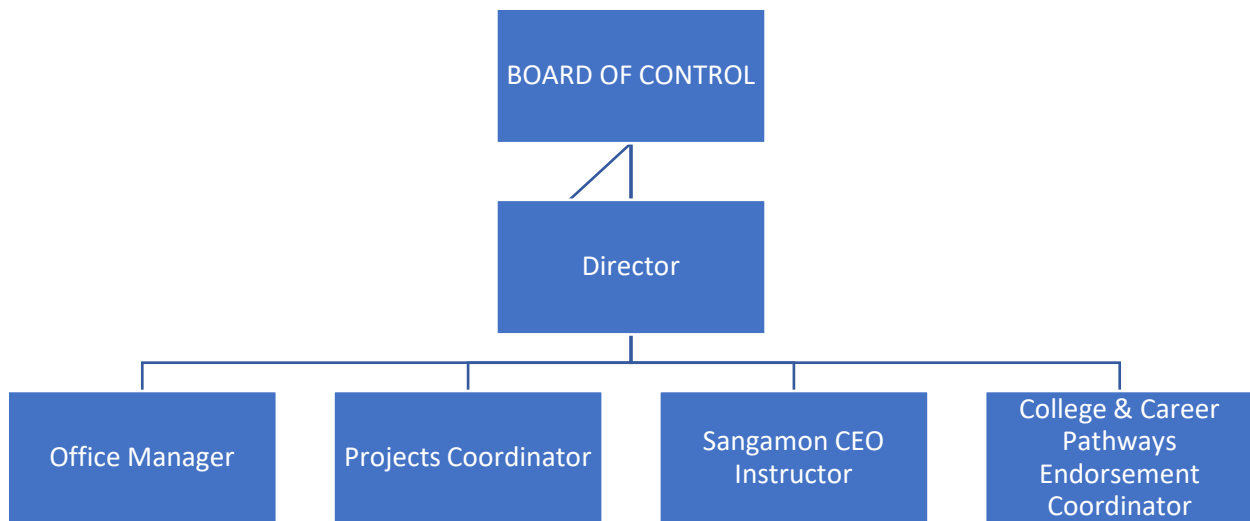 BOARD OF CONTROL
Director
Office Manager
Projects Coordinator
Sangamon CEO
Instructor
College & Career
Pathways
Endorsement
Coordinator